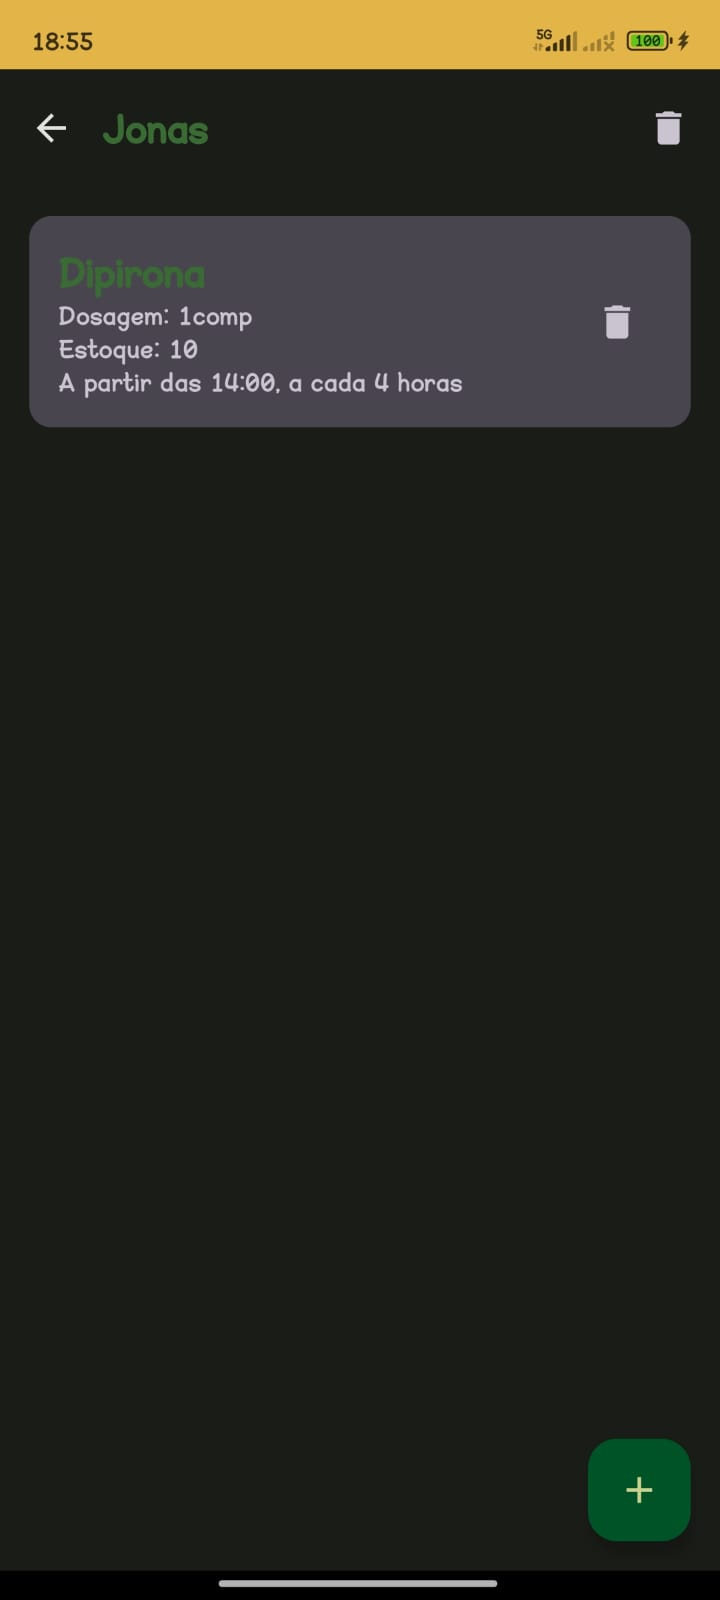 18:55
5G
100
Jonas
Dipirona
Dosagem: 1comp
Estoque: 10
A partir das 14:00, a cada 4 horas